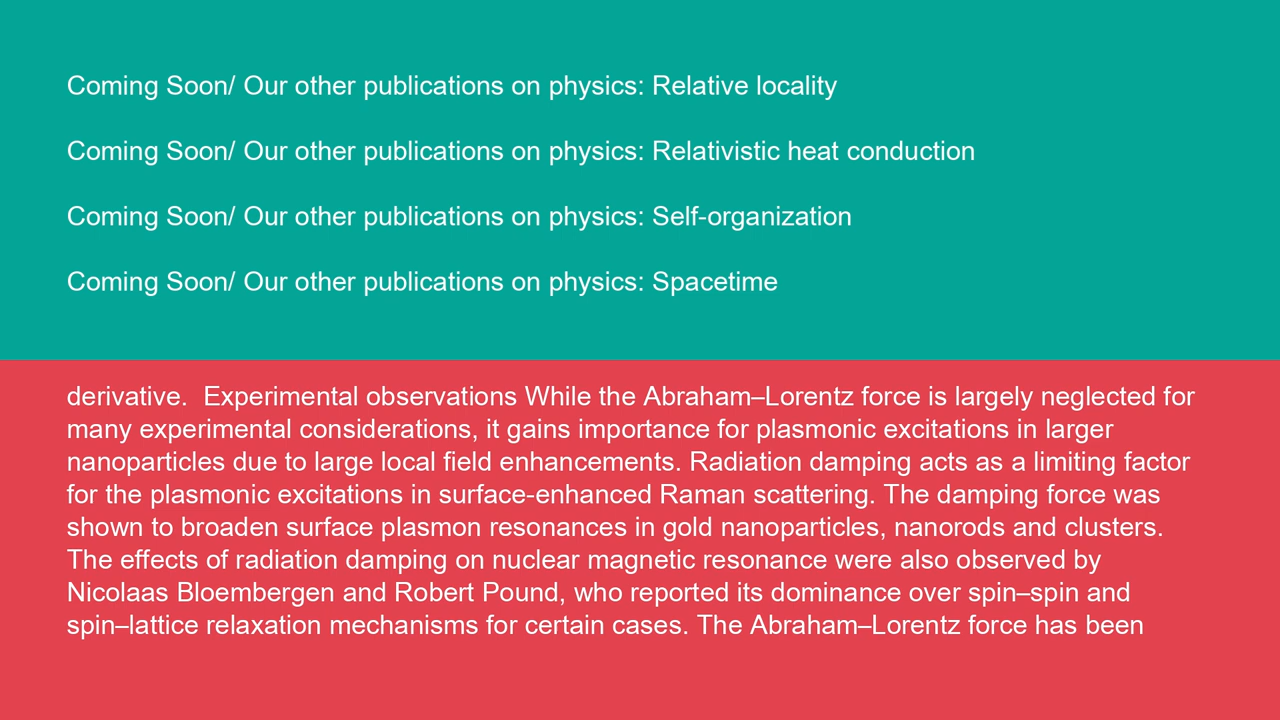 Coming Soon/ Our other publications on physics: Relative locality
Coming Soon/ Our other publications on physics: Relativistic heat conduction
Coming Soon/ Our other publications on physics: Self-organization
Coming Soon/ Our other publications on physics: Spacetime
derivative.  Experimental observations While the Abraham–Lorentz force is largely neglected for
many experimental considerations, it gains importance for plasmonic excitations in larger
nanoparticles due to large local field enhancements. Radiation damping acts as a limiting factor
for the plasmonic excitations in surface-enhanced Raman scattering. The damping force was
shown to broaden surface plasmon resonances in gold nanoparticles, nanorods and clusters.
The effects of radiation damping on nuclear magnetic resonance were also observed by
Nicolaas Bloembergen and Robert Pound, who reported its dominance over spin–spin and
spin–lattice relaxation mechanisms for certain cases. The Abraham–Lorentz force has been